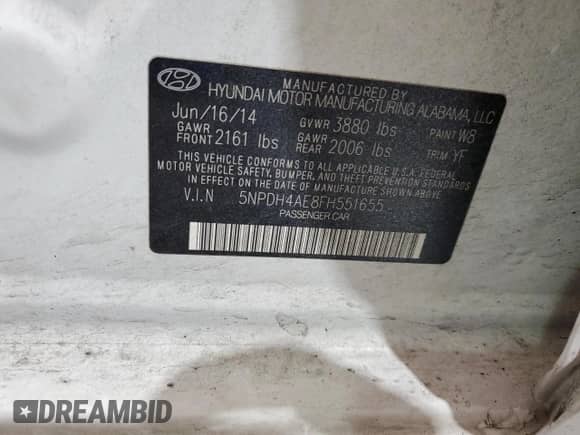 MANUFACTURED BY
HYUNDAI MOTOR MANUFACTURING ALABAMA, LLC
Jun/16/14 GVWR 3880 lbs PAINT W8
GAWR FRONT 2161 lbs GAWR REAR 2006 lbs TRIM YF
THIS VEHICLE CONFORMS TO ALL APPLICABLE U.S.A FEDERAL
MOTOR VEHICLE SAFETY, BUMPER, AND THEFT PREVENTION
STANDARDS IN EFFECT ON THE DATE OF MANUFACTURE SHOWN ABOVE.
V.I.N 5NPDH4AE8FH551655
PASSENGER CAR
DREAMBID